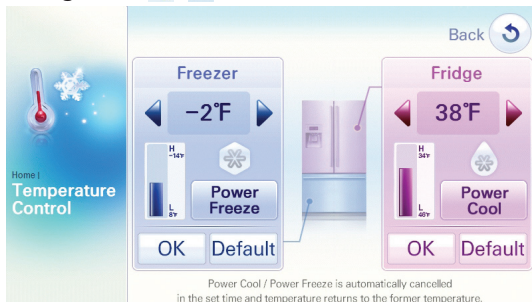 Back
Home |
Temperature
Control
Freezer
-2°F
H
-14°F
L
8°F
Power
Freeze
OK
Default
Fridge
38°F
H
34°F
L
46°F
Power
Cool
OK
Default
Power Cool / Power Freeze is automatically cancelled
in the set time and temperature returns to the former temperature.